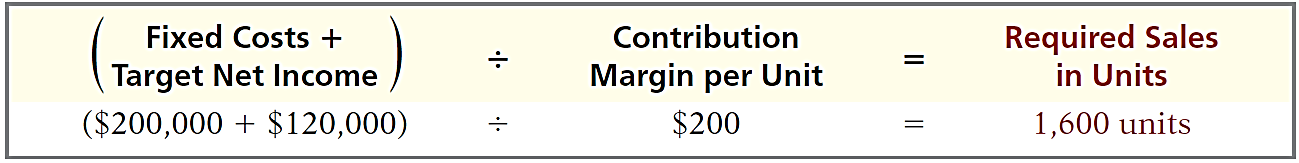 ( Fixed Costs + Target Net Income ) ÷ Contribution Margin per Unit = Required Sales in Units
($200,000 + $120,000) ÷ $200 = 1,600 units